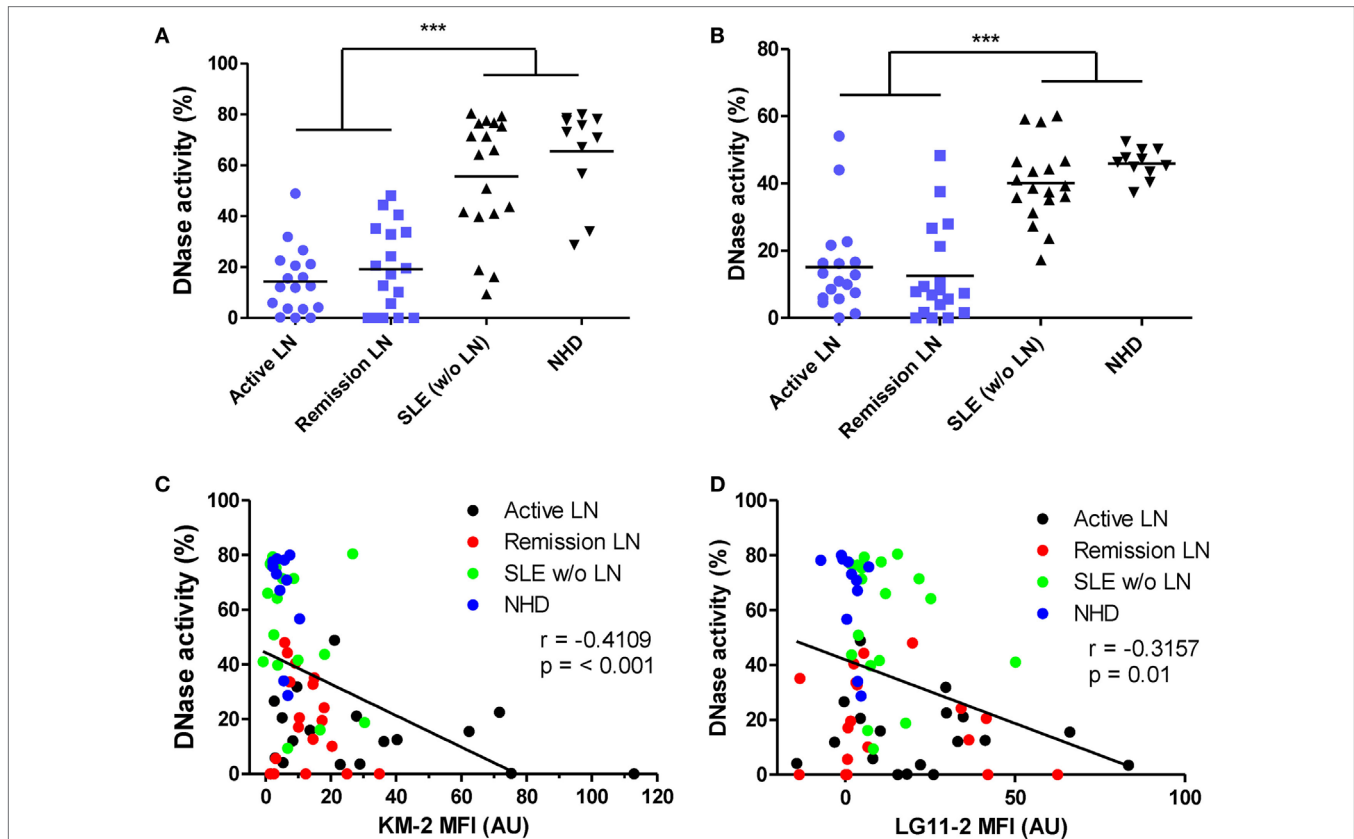 A
***
DNase activity (%)
100
80
60
40
20
0
Active LN
Remission LN
SLE (w/o LN)
NHD
B
***
DNase activity (%)
80
60
40
20
0
Active LN
Remission LN
SLE (w/o LN)
NHD
C
DNase activity (%)
100
80
60
40
20
0
Active LN
Remission LN
SLE w/o LN
NHD
r = -0.4109
p = < 0.001
0 20 40 60 80 100 120
KM-2 MFI (AU)
D
DNase activity (%)
100
80
60
40
20
0
Active LN
Remission LN
SLE w/o LN
NHD
r = -0.3157
p = 0.01
0 50 100
LG11-2 MFI (AU)